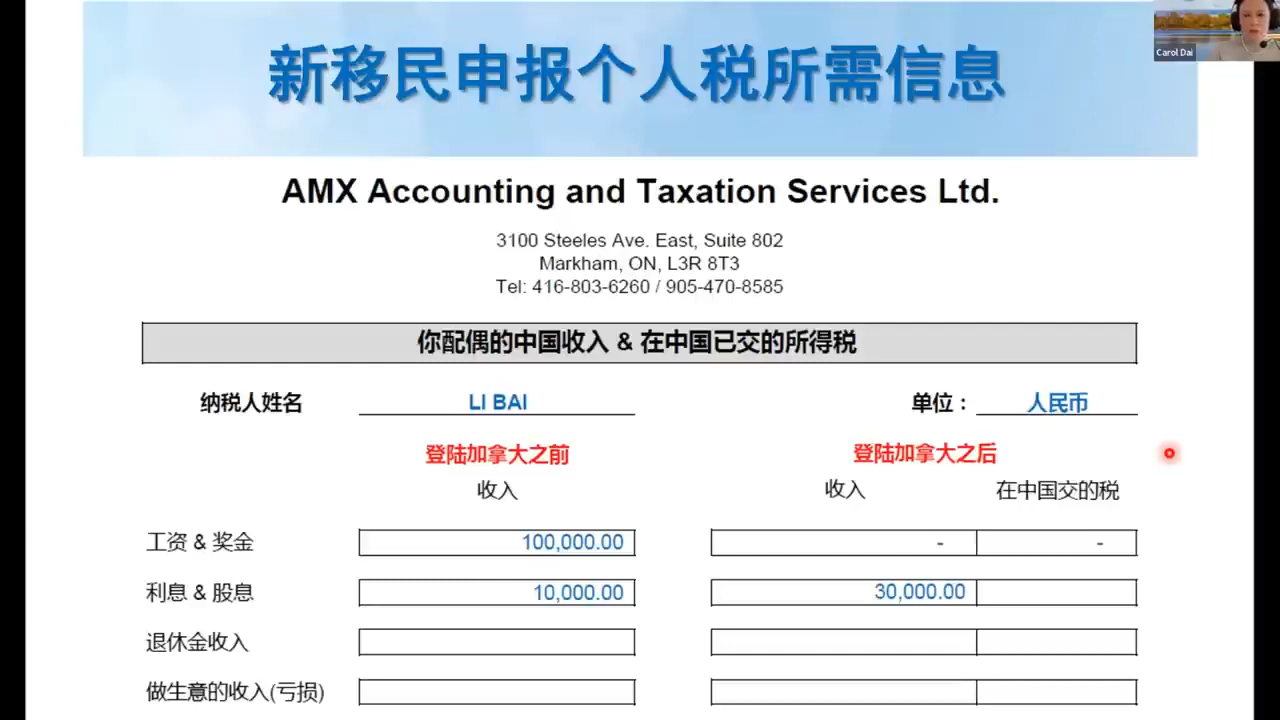 新移民申报个人税所需信息
Carol Dai
AMX Accounting and Taxation Services Ltd.
3100 Steeles Ave. East, Suite 802
Markham, ON, L3R 8T3
Tel: 416-803-6260 / 905-470-8585
你配偶的中国收入 & 在中国已交的所得税
纳税人姓名 LI BAI 单位： 人民币
登陆加拿大之前 登陆加拿大之后
收入 收入 在中国交的税
工资 & 奖金 100,000.00 - -
利息 & 股息 10,000.00 30,000.00
退休金收入
做生意的收入(亏损)